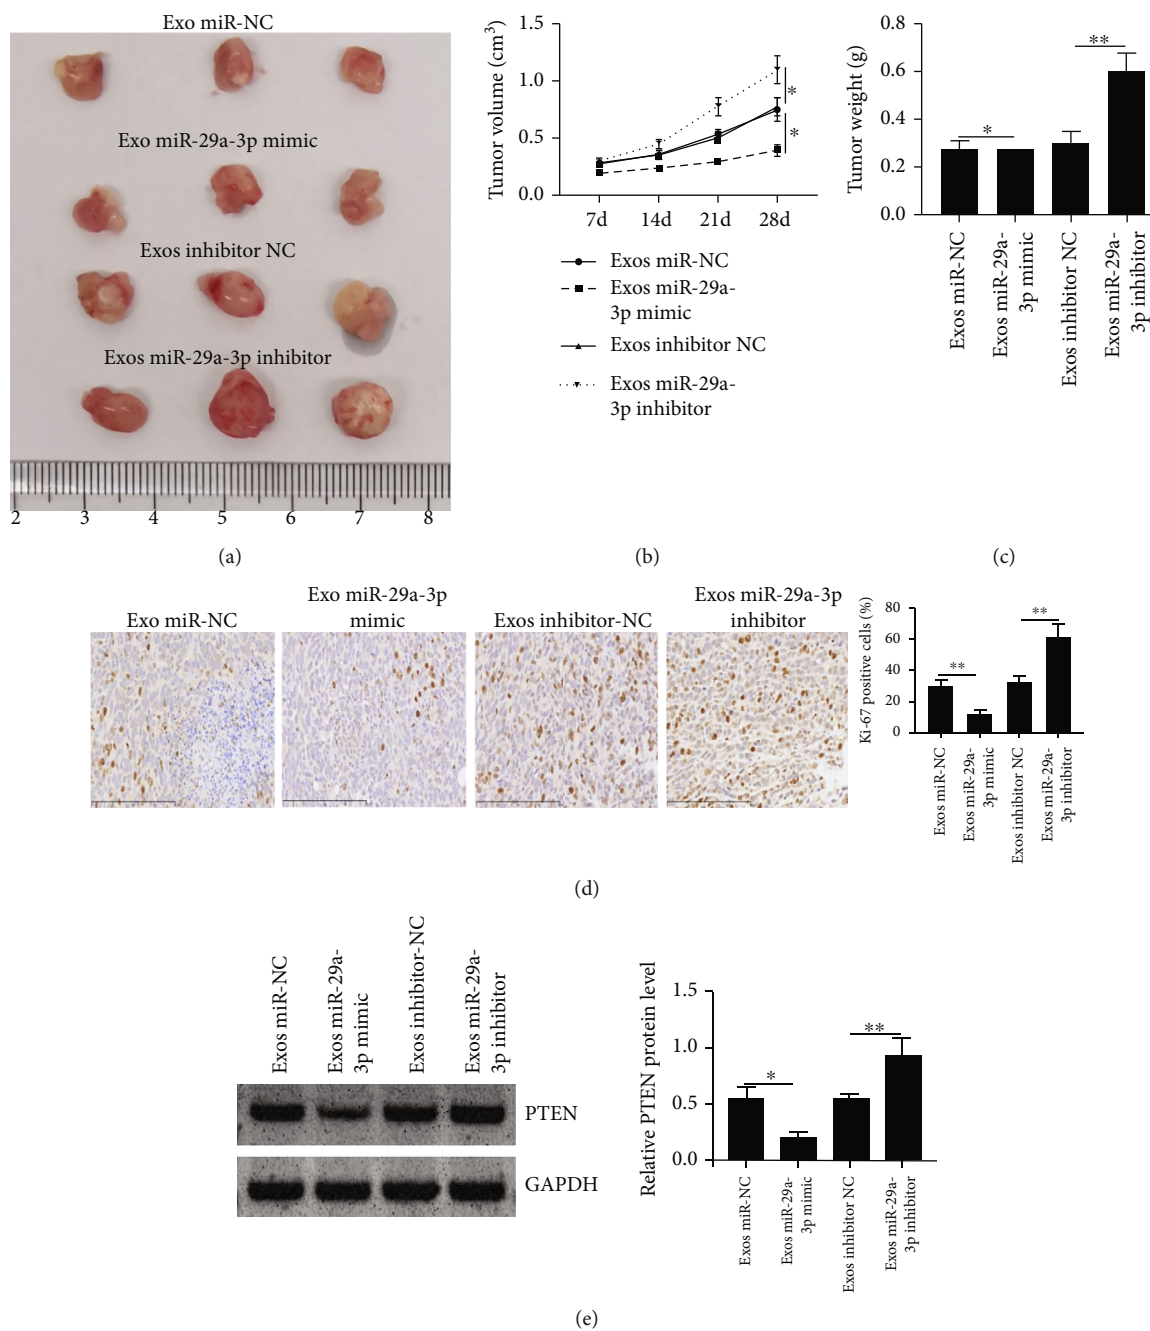 Exo miR-NC
Exo miR-29a-3p mimic
Exos inhibitor NC
Exos miR-29a-3p inhibitor
2 3 4 5 6 7 8
(a)
Tumor volume (cm3)
1.5
1.0
0.5
0.0
*
*
7d 14d 21d 28d
Exos miR-NC
Exos miR-29a-
3p mimic
Exos inhibitor NC
Exos miR-29a-
3p inhibitor
(b)
Tumor weight (g)
0.8
0.6
0.4
0.2
0.0
*
**
Exos miR-NC
Exos miR-29a-
3p mimic
Exos inhibitor NC
Exos miR-29a-
3p inhibitor
(c)
Exo miR-NC
Exo miR-29a-3p
mimic
Exos inhibitor-NC
Exos miR-29a-3p
inhibitor
Ki-67 positive cells (%)
80
60
40
20
0
**
**
Exos miR-NC
Exos miR-29a-
3p mimic
Exos inhibitor NC
Exos miR-29a-
3p inhibitor
(d)
Exos miR-NC
Exos miR-29a-
3p mimic
Exos inhibitor-NC
Exos miR-29a-
3p inhibitor
PTEN
GAPDH
Relative PTEN protein level
1.5
1.0
0.5
0.0
*
**
Exos miR-NC
Exos miR-29a-
3p mimic
Exos inhibitor NC
Exos miR-29a-
3p inhibitor
(e)